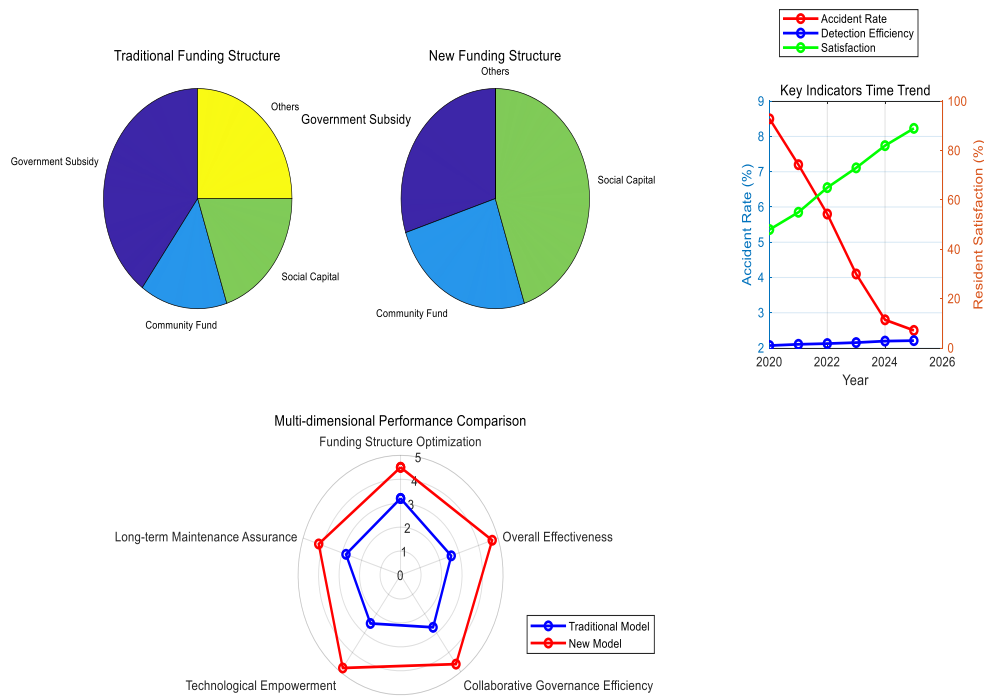 Traditional Funding Structure
Others
Government Subsidy
Social Capital
Community Fund
New Funding Structure
Others
Government Subsidy
Social Capital
Community Fund
Accident Rate
Detection Efficiency
Satisfaction
Key Indicators Time Trend
9
8
7
6
5
4
3
2
Accident Rate (%)
100
80
60
40
20
0
Resident Satisfaction (%)
2020
2022
2024
2026
Year
Multi-dimensional Performance Comparison
Funding Structure Optimization
5
4
3
2
1
0
Long-term Maintenance Assurance
Overall Effectiveness
Technological Empowerment
Collaborative Governance Efficiency
Traditional Model
New Model